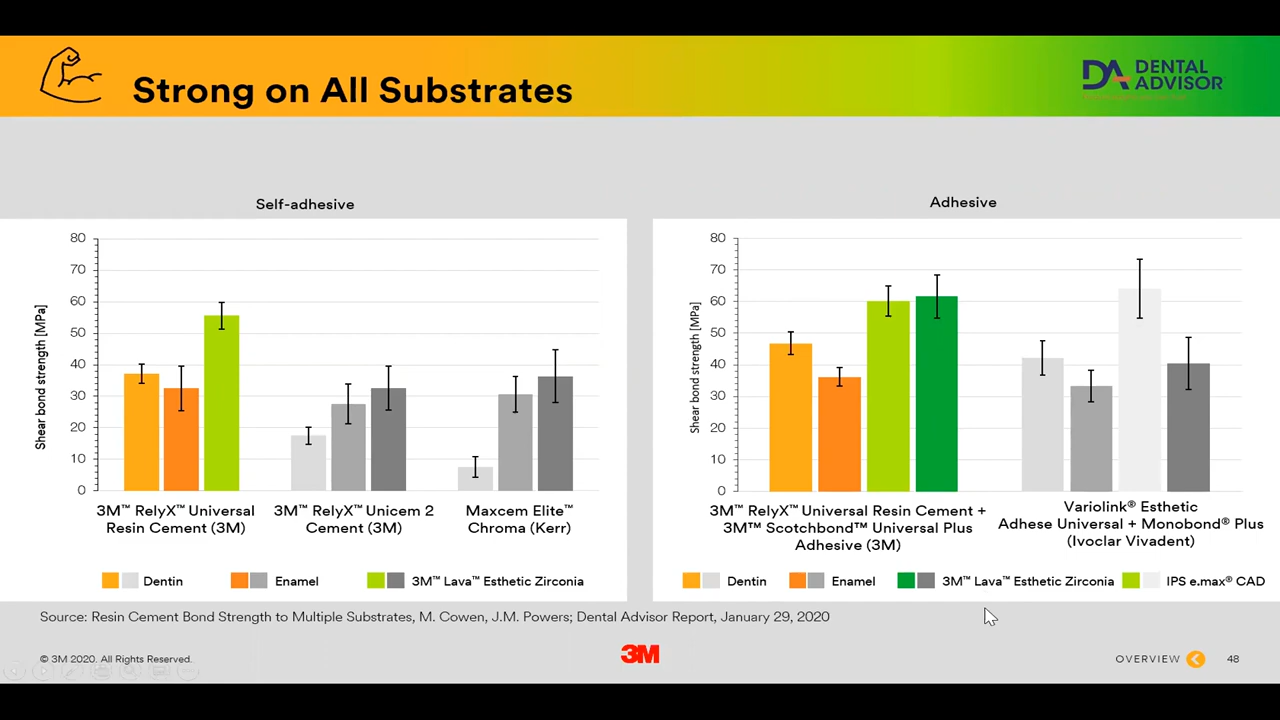 Strong on All Substrates
DENTAL
ADVISOR
Self-adhesive
Shear bond strength [MPa]
80
70
60
50
40
30
20
10
0
3M™ RelyX™ Universal
Resin Cement (3M)
3M™ RelyX™ Unicem 2
Cement (3M)
Maxcem Elite™
Chroma (Kerr)
Dentin
Enamel
3M™ Lava™ Esthetic Zirconia
Adhesive
Shear bond strength [MPa]
80
70
60
50
40
30
20
10
0
3M™ RelyX™ Universal Resin Cement +
3M™ Scotchbond™ Universal Plus
Adhesive (3M)
Variolink® Esthetic
Adhese Universal + Monobond® Plus
(Ivoclar Vivadent)
Dentin
Enamel
3M™ Lava™ Esthetic Zirconia
IPS e.max® CAD
Source: Resin Cement Bond Strength to Multiple Substrates, M. Cowen, J.M. Powers; Dental Advisor Report, January 29, 2020
© 3M 2020. All Rights Reserved.
3M
OVERVIEW
48